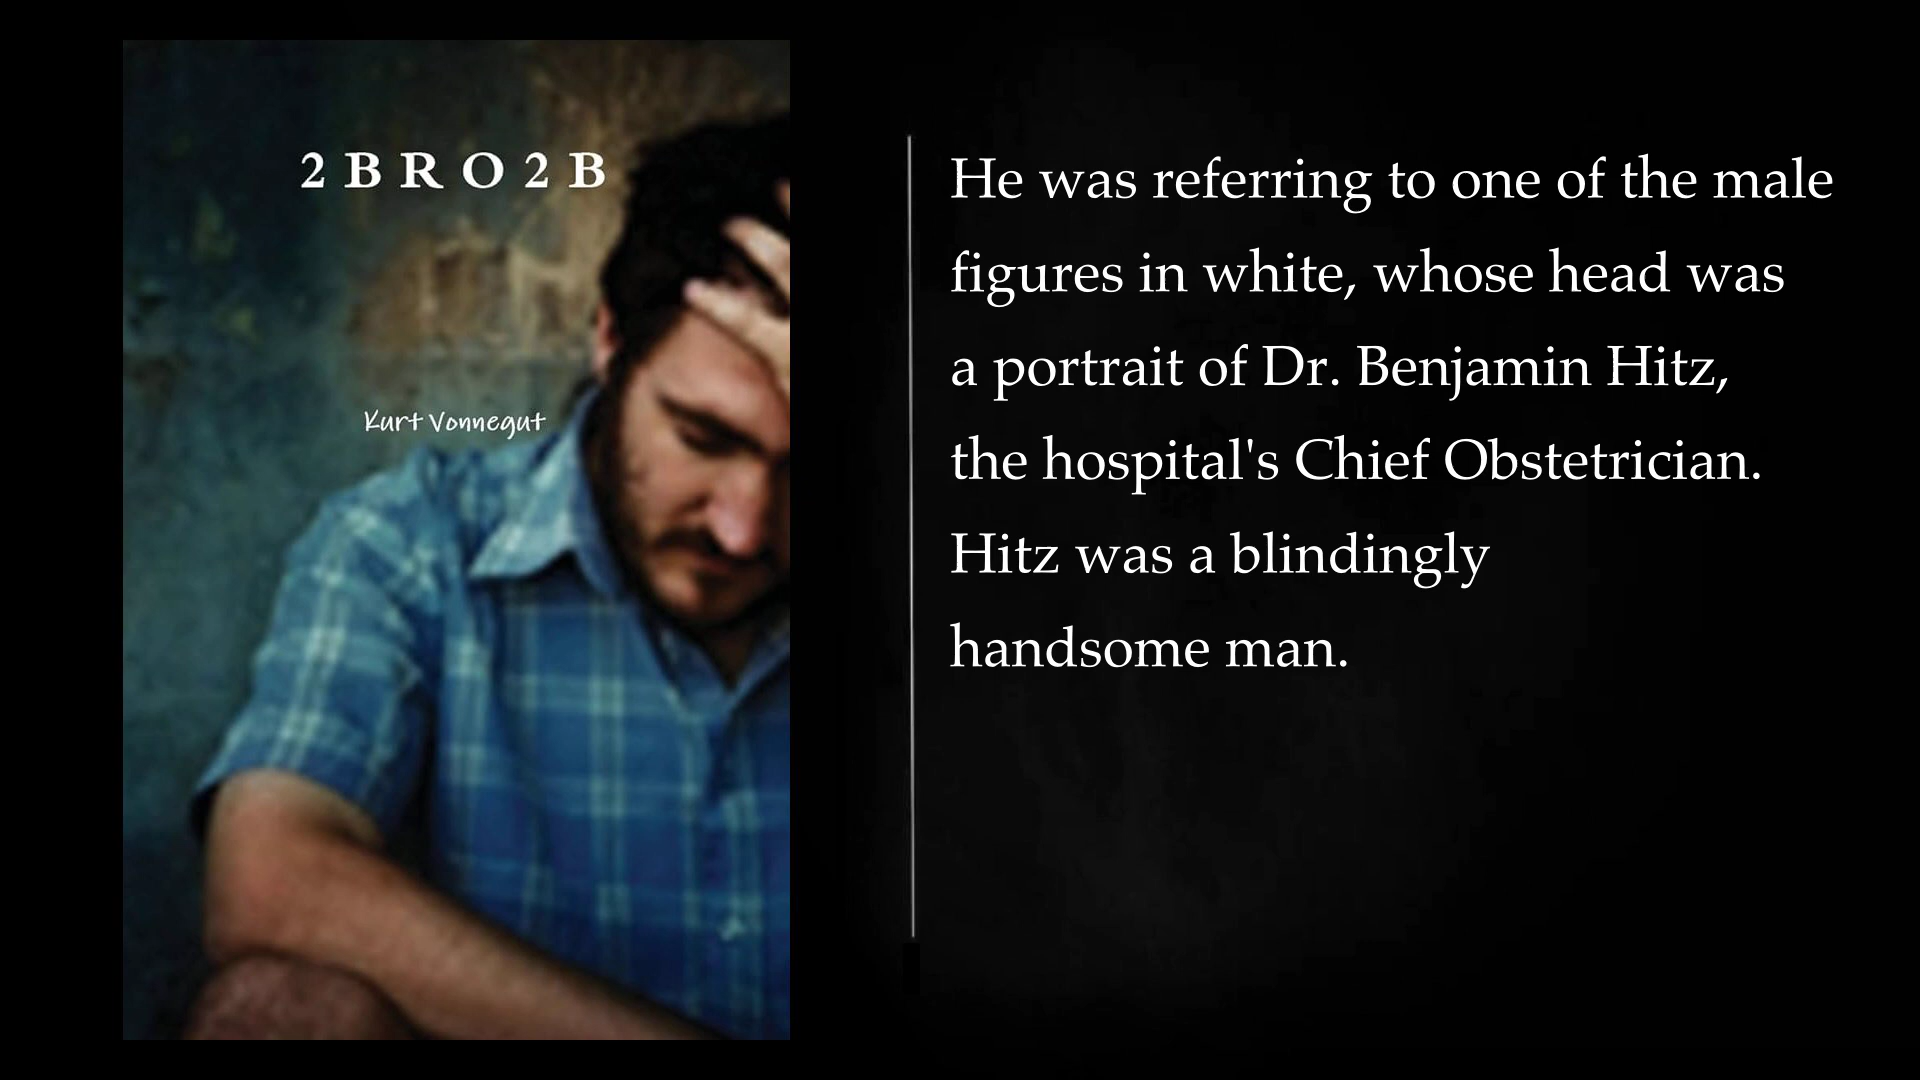 2 B R O 2 B
Kurt Vonnegut
He was referring to one of the male
figures in white, whose head was
a portrait of Dr. Benjamin Hitz,
the hospital's Chief Obstetrician.
Hitz was a blindingly
handsome man.